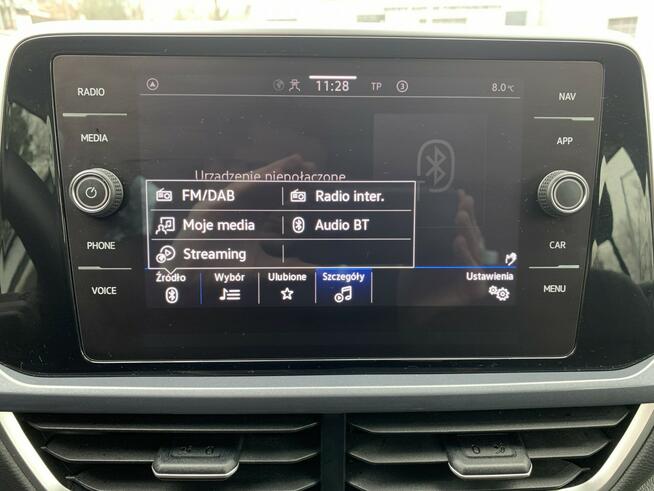 RADIO
MEDIA
PHONE
VOICE
NAV
APP
CAR
MENU
11:28 TP 3 8.0 °C
Urządzenie niepołączone
FM/DAB Radio inter.
Moje media Audio BT
Streaming
Źródło Wybór Ulubione Szczegóły Ustawienia